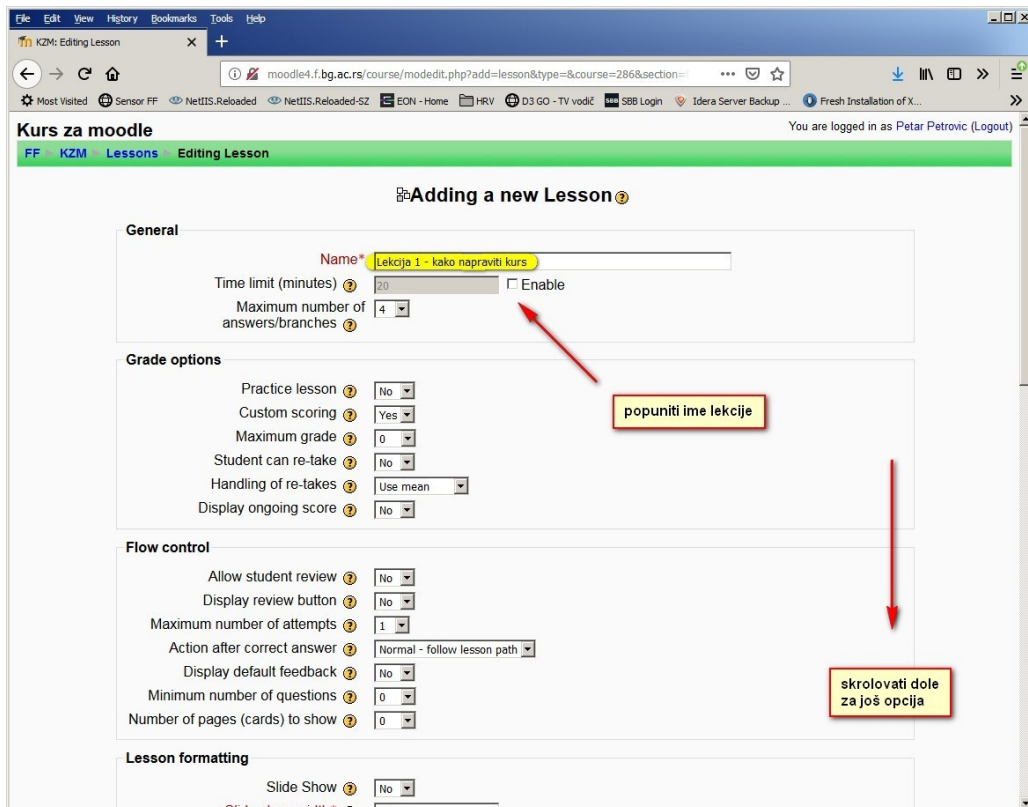 File Edit View History Bookmarks Tools Help
KZM: Editing Lesson
moodle4.f.bg.ac.rs/course/modedit.php?add=lesson&type=&course=286&section=
Most Visited Sensor FF NetIIS.Reloaded NetIIS.Reloaded-SZ EON - Home HRV D3 GO - TV vodič SBB Login Idera Server Backup ... Fresh Installation of X...
Kurs za moodle
You are logged in as Petar Petrovic (Logout)
FF ► KZM ► Lessons ► Editing Lesson
Adding a new Lesson
General
Name* Lekcija 1 - kako napraviti kurs
Time limit (minutes) 20 Enable
Maximum number of
answers/branches 4
Grade options
Practice lesson No
Custom scoring Yes
popuniti ime lekcije
Maximum grade 0
Student can re-take No
Handling of re-takes Use mean
Display ongoing score No
Flow control
Allow student review No
Display review button No
Maximum number of attempts 1
Action after correct answer Normal - follow lesson path
Display default feedback No
skrolovati dole
za još opcija
Minimum number of questions 0
Number of pages (cards) to show 0
Lesson formatting
Slide Show No